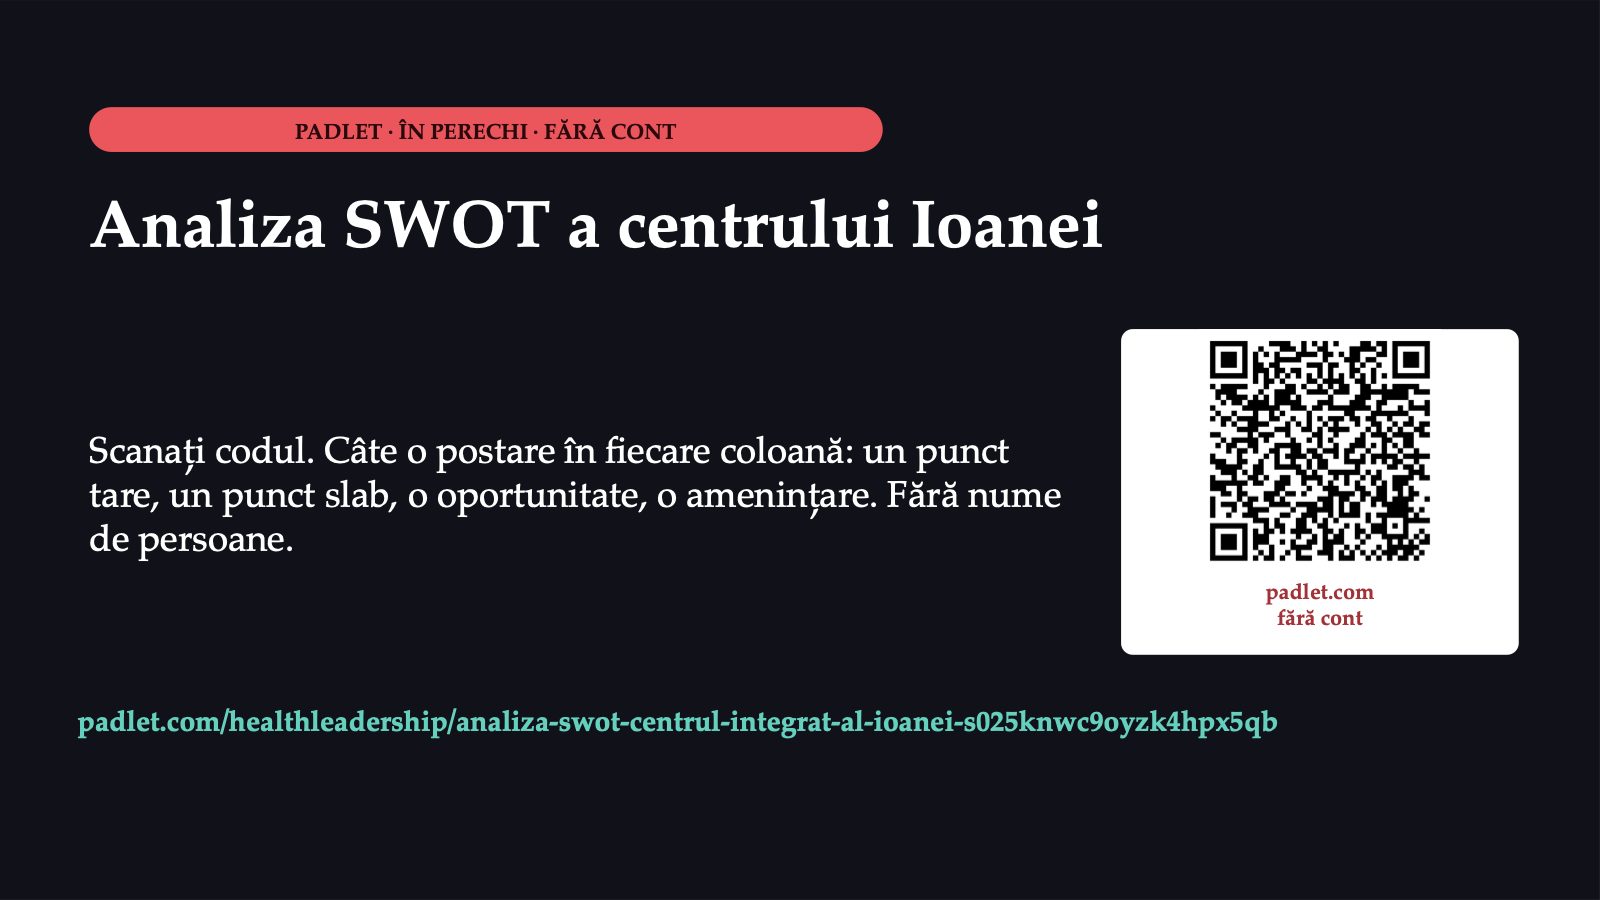 PADLET · ÎN PERECHI · FĂRĂ CONT
Analiza SWOT a centrului Ioanei
Scanați codul. Câte o postare în fiecare coloană: un punct
tare, un punct slab, o oportunitate, o amenințare. Fără nume
de persoane.
padlet.com
fără cont
padlet.com/healthleadership/analiza-swot-centrul-integrat-al-ioanei-s025knwc9oyzk4hpx5qb